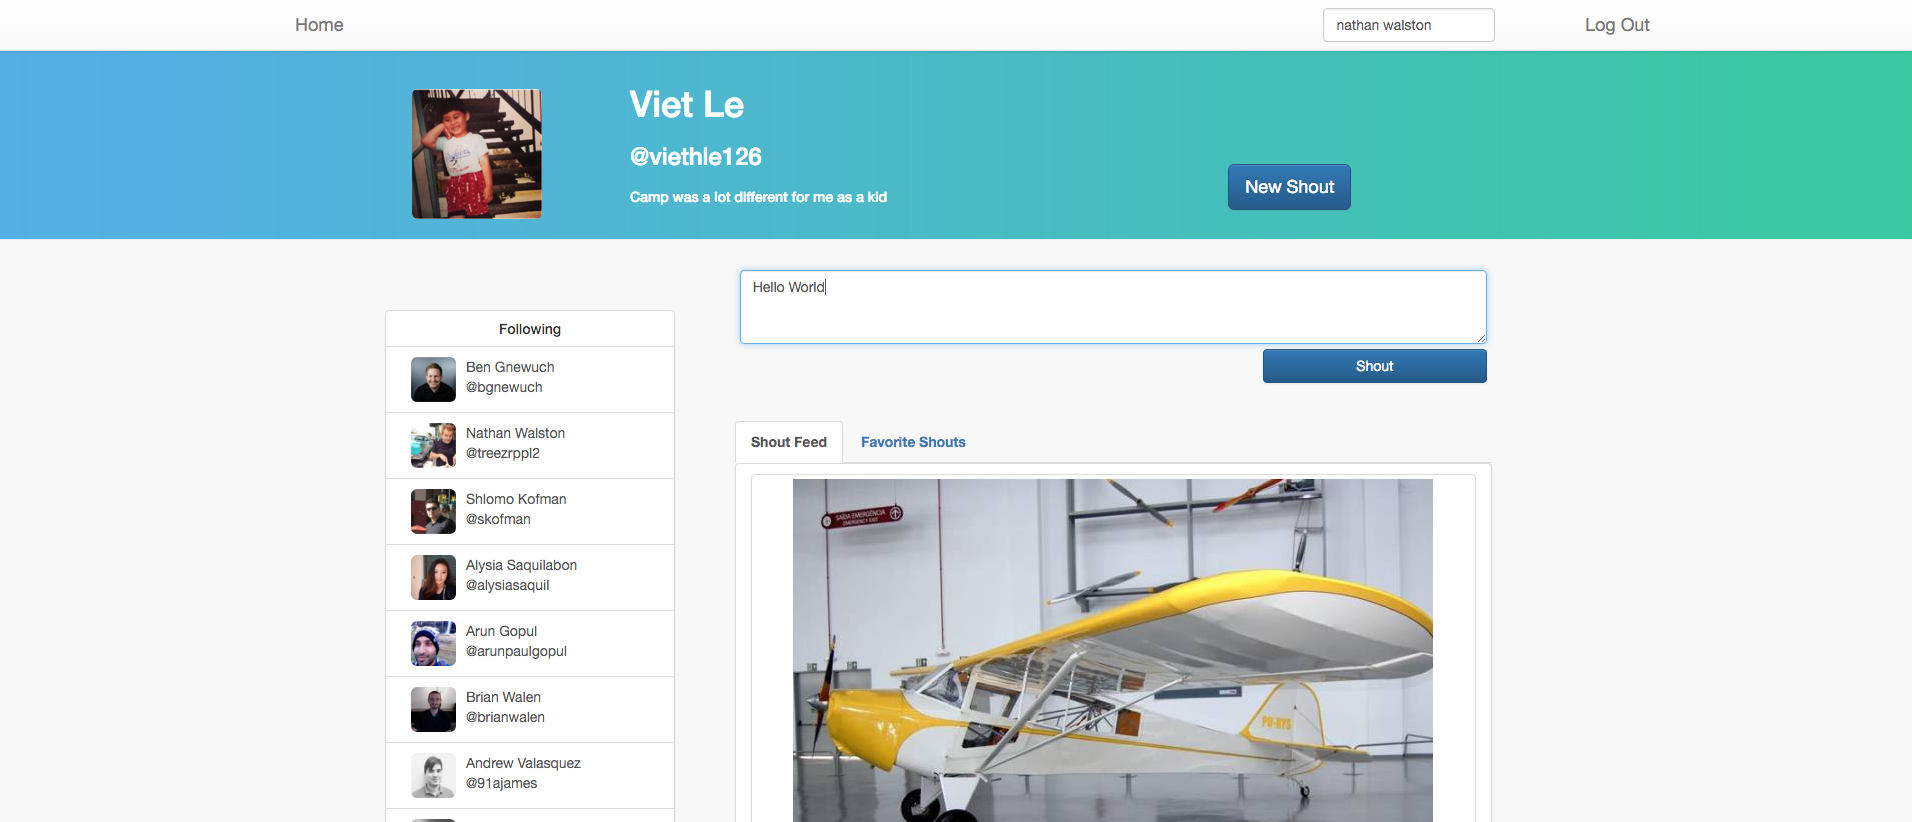 Home
nathan walston
Log Out
Viet Le
@viethle126
Camp was a lot different for me as a kid
New Shout
Hello World
Shout
Following
Ben Gnewuch
@bgnewuch
Nathan Walston
@treezrppl2
Shlomo Kofman
@skofman
Alysia Saquilabon
@alysiasaquil
Arun Gopul
@arunpaulgopul
Brian Walen
@brianwalen
Andrew Valasquez
@91ajames
Shout Feed
Favorite Shouts
SAÍDA EMERGÊNCIA
EMERGENCY EXIT